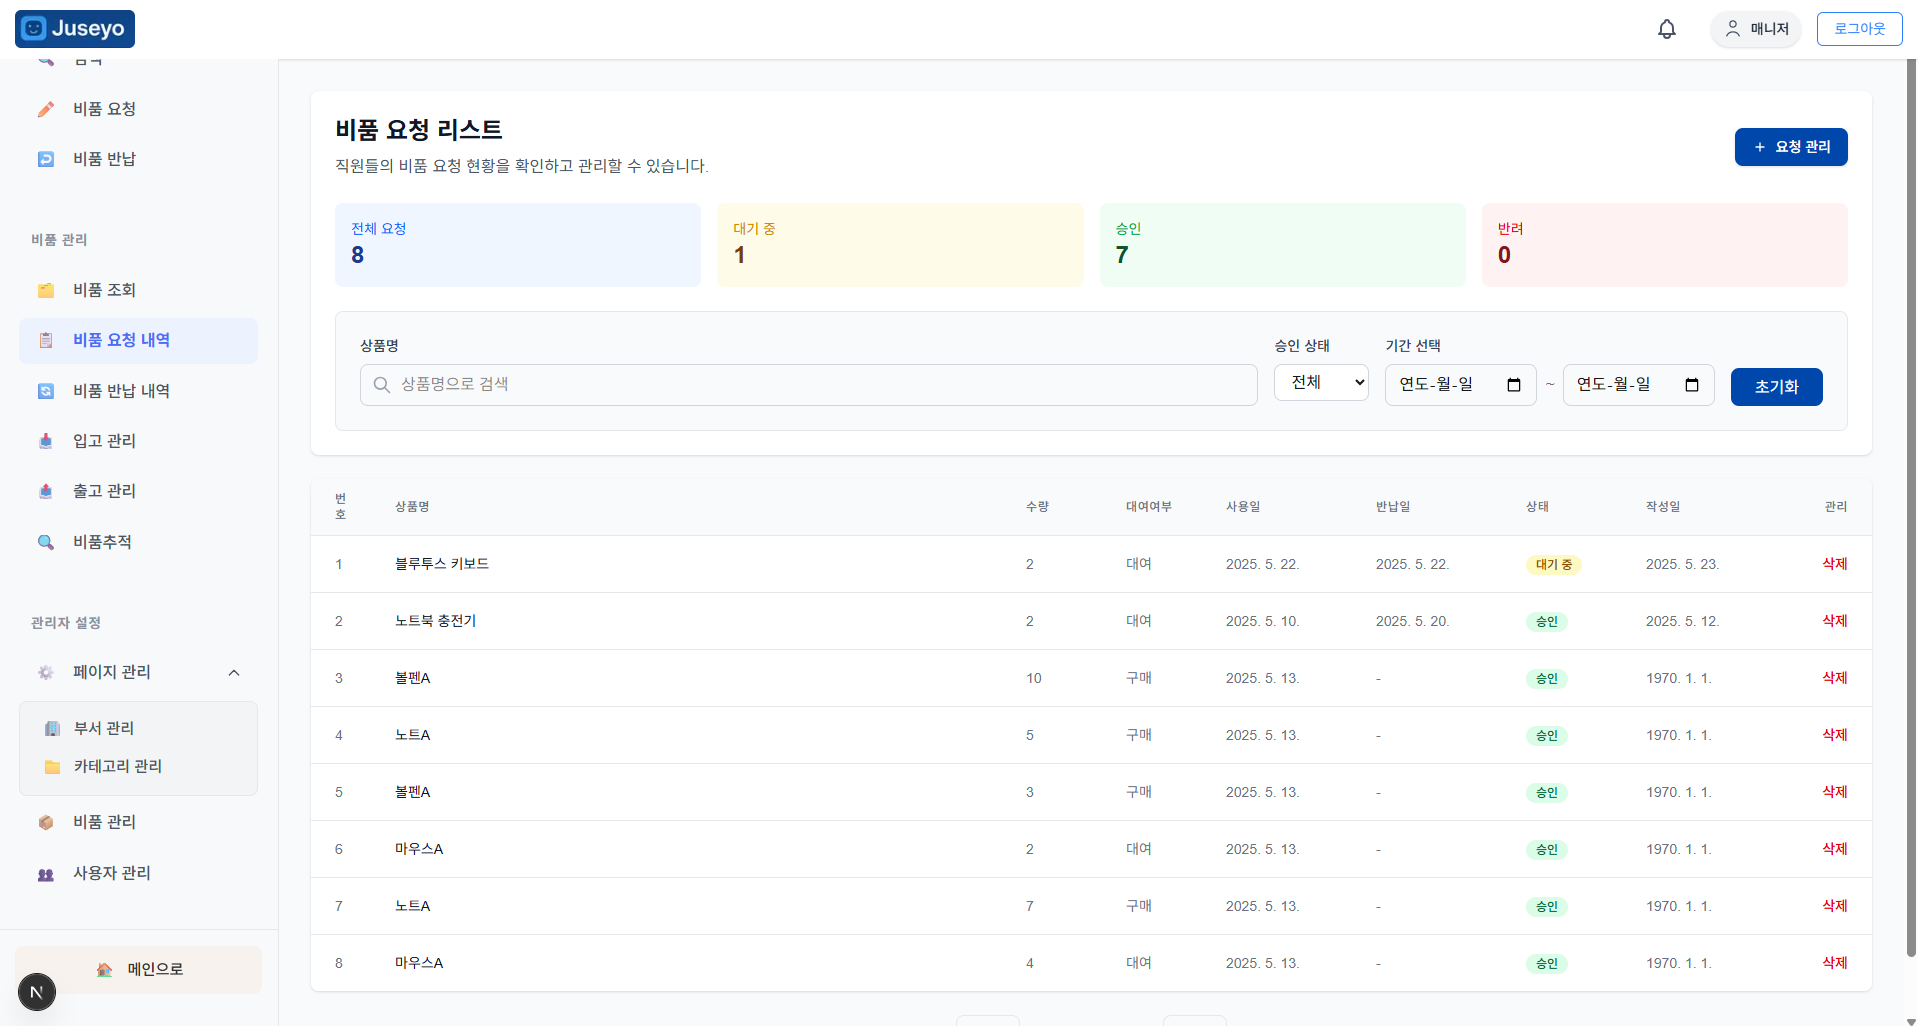 Juseyo
매니저
로그아웃
검색
비품 요청
비품 반납
비품 관리
비품 조회
비품 요청 내역
비품 반납 내역
입고 관리
출고 관리
비품추적
관리자 설정
페이지 관리
부서 관리
카테고리 관리
비품 관리
사용자 관리
메인으로
N
비품 요청 리스트
직원들의 비품 요청 현황을 확인하고 관리할 수 있습니다.
+ 요청 관리
전체 요청
8
대기 중
1
승인
7
반려
0
상품명
승인 상태
기간 선택
상품명으로 검색
전체
연도-월-일
~
연도-월-일
초기화
번호 상품명 수량 대여여부 사용일 반납일 상태 작성일 관리
1 블루투스 키보드 2 대여 2025. 5. 22. 2025. 5. 22. 대기 중 2025. 5. 23. 삭제
2 노트북 충전기 2 대여 2025. 5. 10. 2025. 5. 20. 승인 2025. 5. 12. 삭제
3 볼펜A 10 구매 2025. 5. 13. - 승인 1970. 1. 1. 삭제
4 노트A 5 구매 2025. 5. 13. - 승인 1970. 1. 1. 삭제
5 볼펜A 3 구매 2025. 5. 13. - 승인 1970. 1. 1. 삭제
6 마우스A 2 대여 2025. 5. 13. - 승인 1970. 1. 1. 삭제
7 노트A 7 구매 2025. 5. 13. - 승인 1970. 1. 1. 삭제
8 마우스A 4 대여 2025. 5. 13. - 승인 1970. 1. 1. 삭제